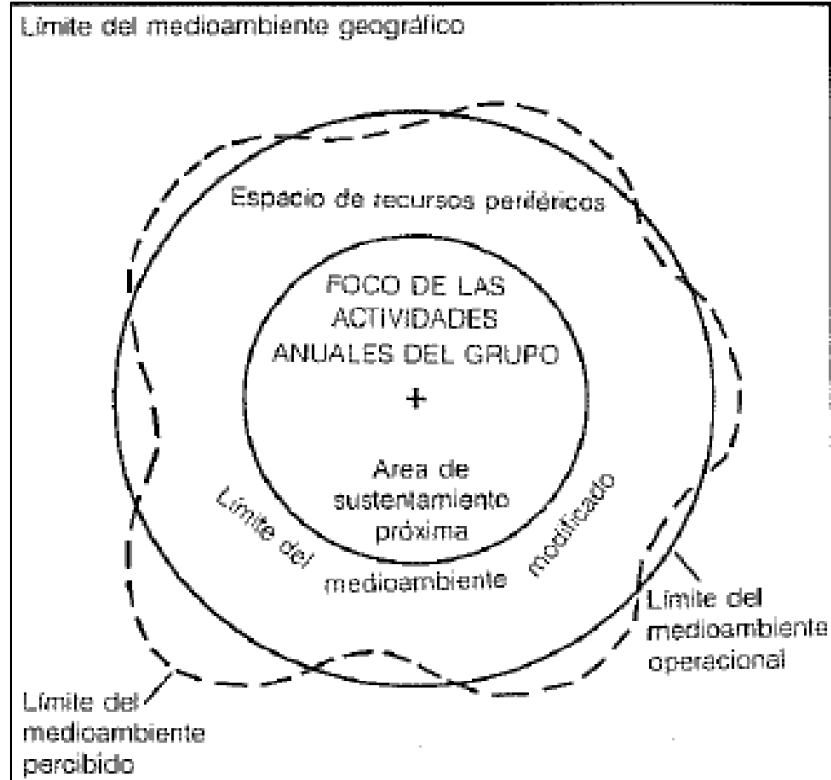 Límite del medioambiente geográfico
Espacio de recursos periféricos
FOCO DE LAS
ACTIVIDADES
ANUALES DEL GRUPO
+
Area de
sustentamiento
próxima
Límite del medioambiente modificado
Límite del
medioambiente
operacional
Límite del
medioambiente
percibido